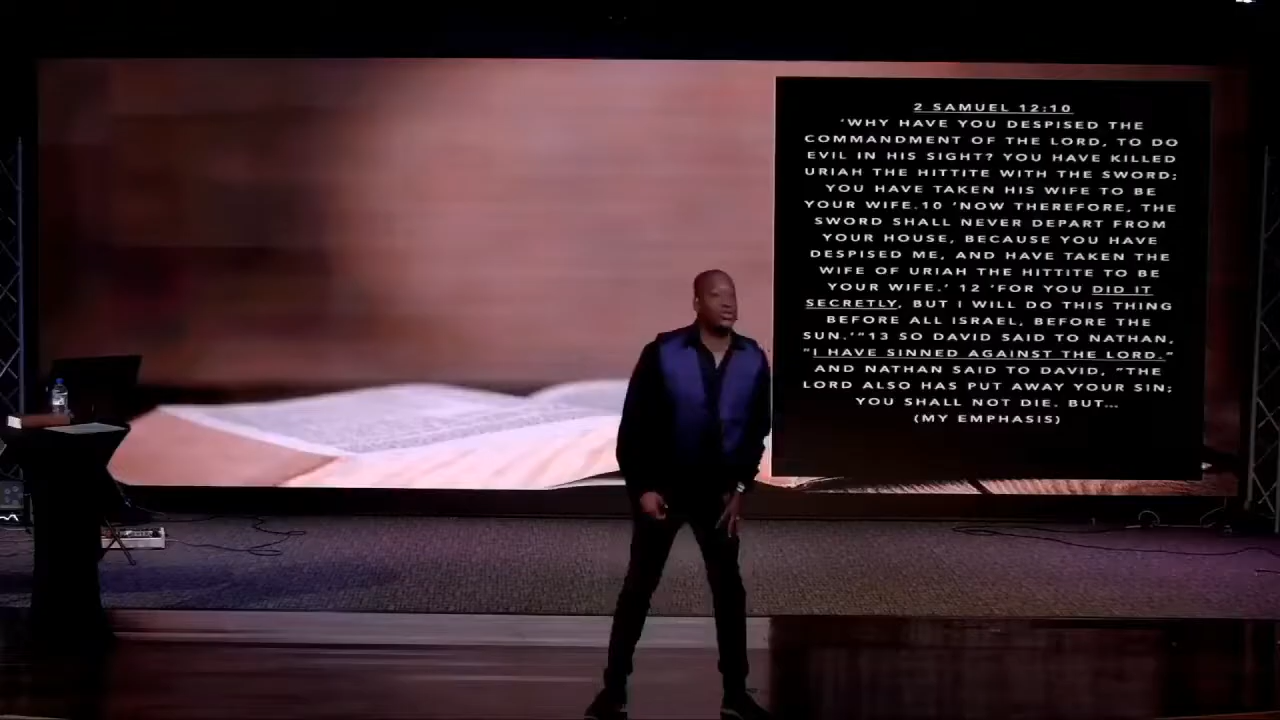 2 SAMUEL 12:10
‘WHY HAVE YOU DESPISED THE
COMMANDMENT OF THE LORD, TO DO
EVIL IN HIS SIGHT? YOU HAVE KILLED
URIAH THE HITTITE WITH THE SWORD;
YOU HAVE TAKEN HIS WIFE TO BE
YOUR WIFE.10 ‘NOW THEREFORE, THE
SWORD SHALL NEVER DEPART FROM
YOUR HOUSE, BECAUSE YOU HAVE
DESPISED ME, AND HAVE TAKEN THE
WIFE OF URIAH THE HITTITE TO BE
YOUR WIFE.’ 12 ‘FOR YOU DID IT
SECRETLY, BUT I WILL DO THIS THING
BEFORE ALL ISRAEL, BEFORE THE
SUN.’”13 SO DAVID SAID TO NATHAN,
“I HAVE SINNED AGAINST THE LORD.”
AND NATHAN SAID TO DAVID, “THE
LORD ALSO HAS PUT AWAY YOUR SIN;
YOU SHALL NOT DIE. BUT…
(MY EMPHASIS)